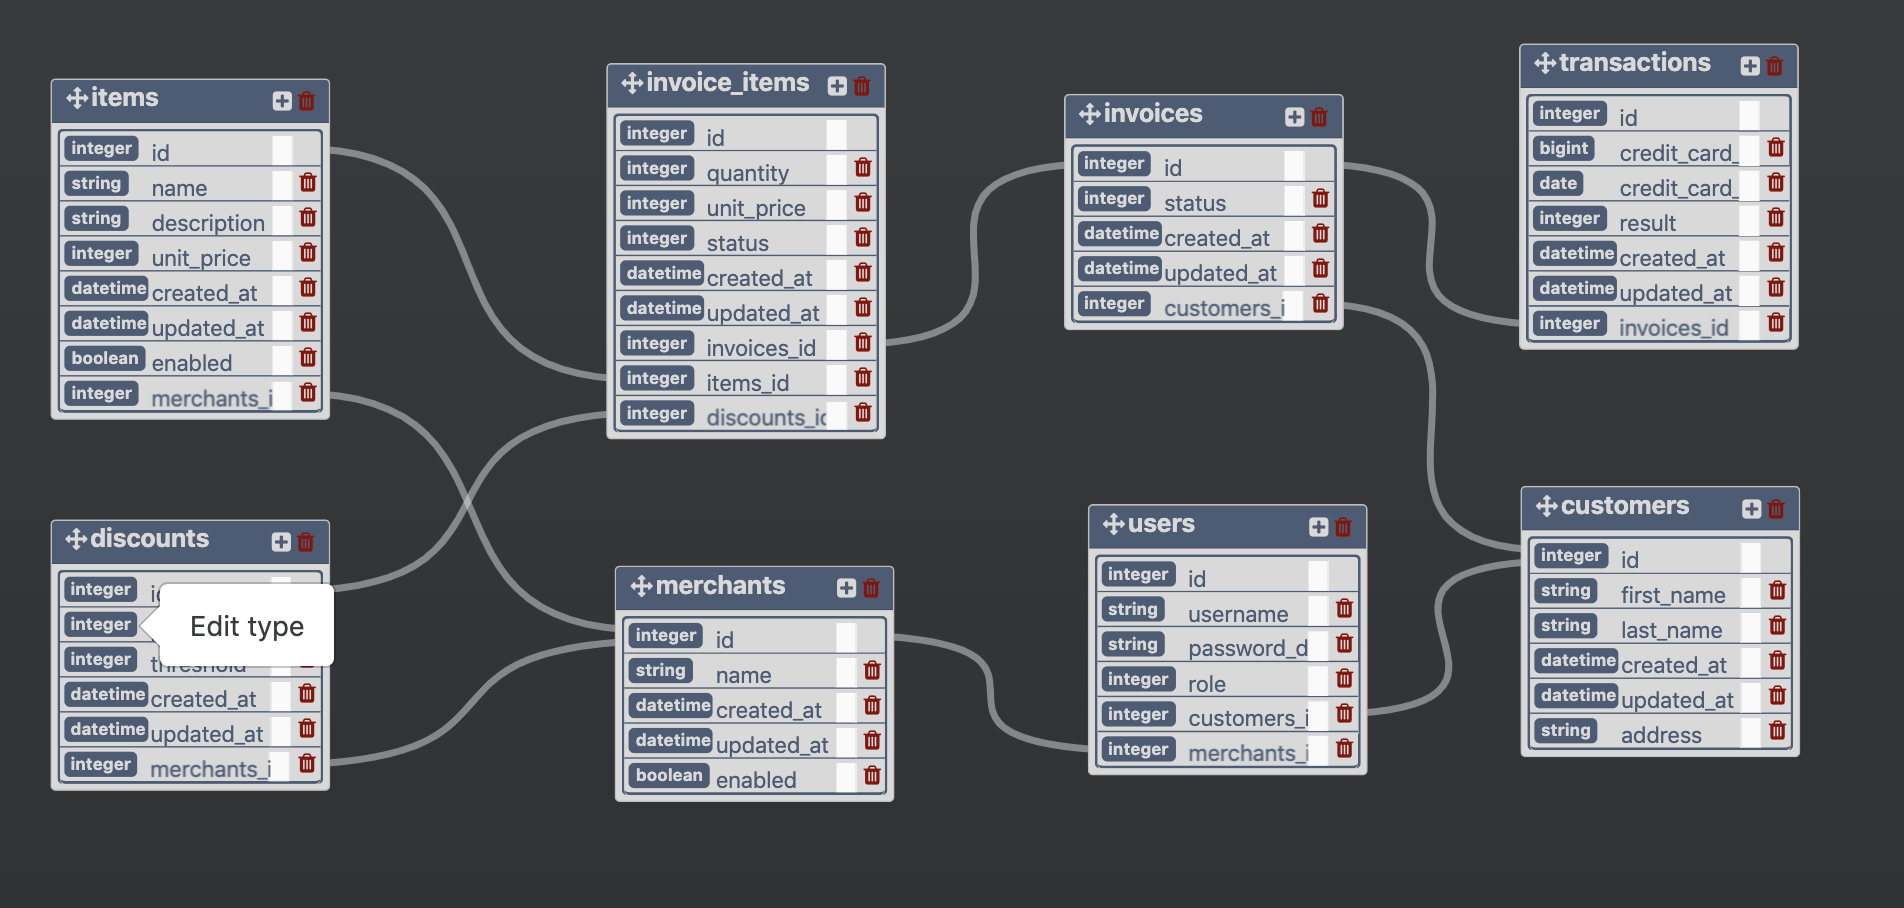 items
integer id
string name
string description
integer unit_price
datetime created_at
datetime updated_at
boolean enabled
integer merchants_i
invoice_items
integer id
integer quantity
integer unit_price
integer status
datetime created_at
datetime updated_at
integer invoices_id
integer items_id
integer discounts_id
invoices
integer id
integer status
datetime created_at
datetime updated_at
integer customers_i
transactions
integer id
bigint credit_card_
date credit_card_
integer result
datetime created_at
datetime updated_at
integer invoices_id
discounts
integer id
integer
Edit type
integer threshold
datetime created_at
datetime updated_at
integer merchants_i
merchants
integer id
string name
datetime created_at
datetime updated_at
boolean enabled
users
integer id
string username
string password_d
integer role
integer customers_i
integer merchants_i
customers
integer id
string first_name
string last_name
datetime created_at
datetime updated_at
string address